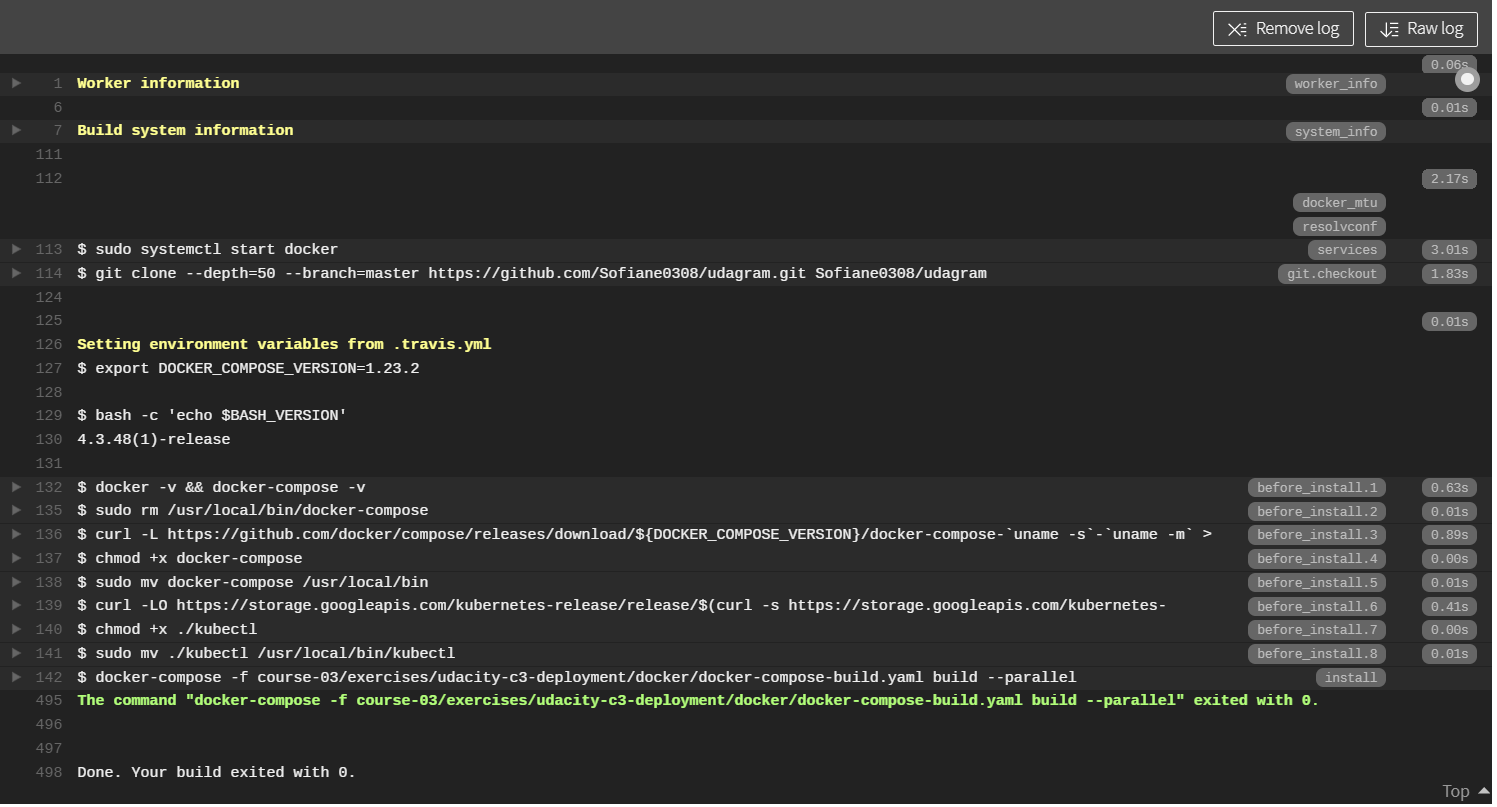 Remove log Raw log
0.06s
1 Worker information worker_info
6 0.01s
7 Build system information system_info
111
112 2.17s
docker_mtu
resolvconf
113 $ sudo systemctl start docker services 3.01s
114 $ git clone --depth=50 --branch=master https://github.com/Sofiane0308/udagram.git Sofiane0308/udagram git.checkout 1.83s
124
125 0.01s
126 Setting environment variables from .travis.yml
127 $ export DOCKER_COMPOSE_VERSION=1.23.2
128
129 $ bash -c 'echo $BASH_VERSION'
130 4.3.48(1)-release
131
132 $ docker -v && docker-compose -v before_install.1 0.63s
135 $ sudo rm /usr/local/bin/docker-compose before_install.2 0.01s
136 $ curl -L https://github.com/docker/compose/releases/download/${DOCKER_COMPOSE_VERSION}/docker-compose-`uname -s`-`uname -m` > before_install.3 0.89s
137 $ chmod +x docker-compose before_install.4 0.00s
138 $ sudo mv docker-compose /usr/local/bin before_install.5 0.01s
139 $ curl -LO https://storage.googleapis.com/kubernetes-release/release/$(curl -s https://storage.googleapis.com/kubernetes- before_install.6 0.41s
140 $ chmod +x ./kubectl before_install.7 0.00s
141 $ sudo mv ./kubectl /usr/local/bin/kubectl before_install.8 0.01s
142 $ docker-compose -f course-03/exercises/udacity-c3-deployment/docker/docker-compose-build.yaml build --parallel install
495 The command "docker-compose -f course-03/exercises/udacity-c3-deployment/docker/docker-compose-build.yaml build --parallel" exited with 0.
496
497
498 Done. Your build exited with 0.
Top